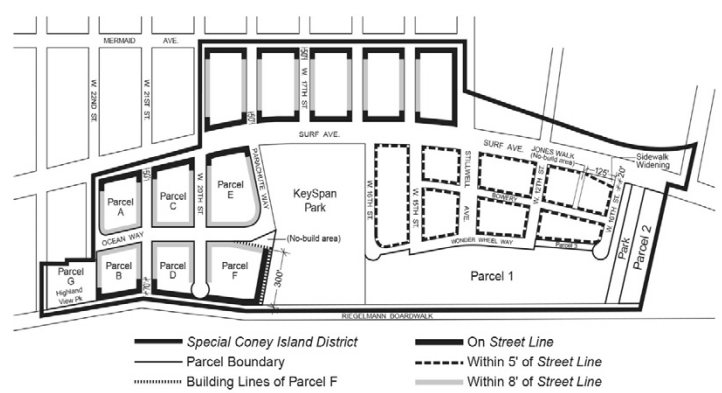 MERMAID AVE.
W. 22ND ST.
W. 21ST ST.
50'
W. 17TH ST.
50'
SURF AVE.
SURF AVE.
JONES WALK
(No-build area)
Sidewalk
Widening
125'
20'
50'
W. 20TH ST.
PARACHUTE WAY
KeySpan
Park
W. 16TH ST.
W. 15TH ST.
STILLWELL AVE.
BOWERY
W. 12TH ST.
W. 10TH ST.
Parcel
A
Parcel
C
Parcel
E
OCEAN WAY
(No-build area)
WONDER WHEEL WAY
Parcel 3
Parcel
G
Highland
View Pk.
Parcel
B
Parcel
D
Parcel
F
300'
Parcel 1
Park
Parcel 2
RIEGELMANN BOARDWALK
Special Coney Island District
Parcel Boundary
Building Lines of Parcel F
On Street Line
Within 5' of Street Line
Within 8' of Street Line